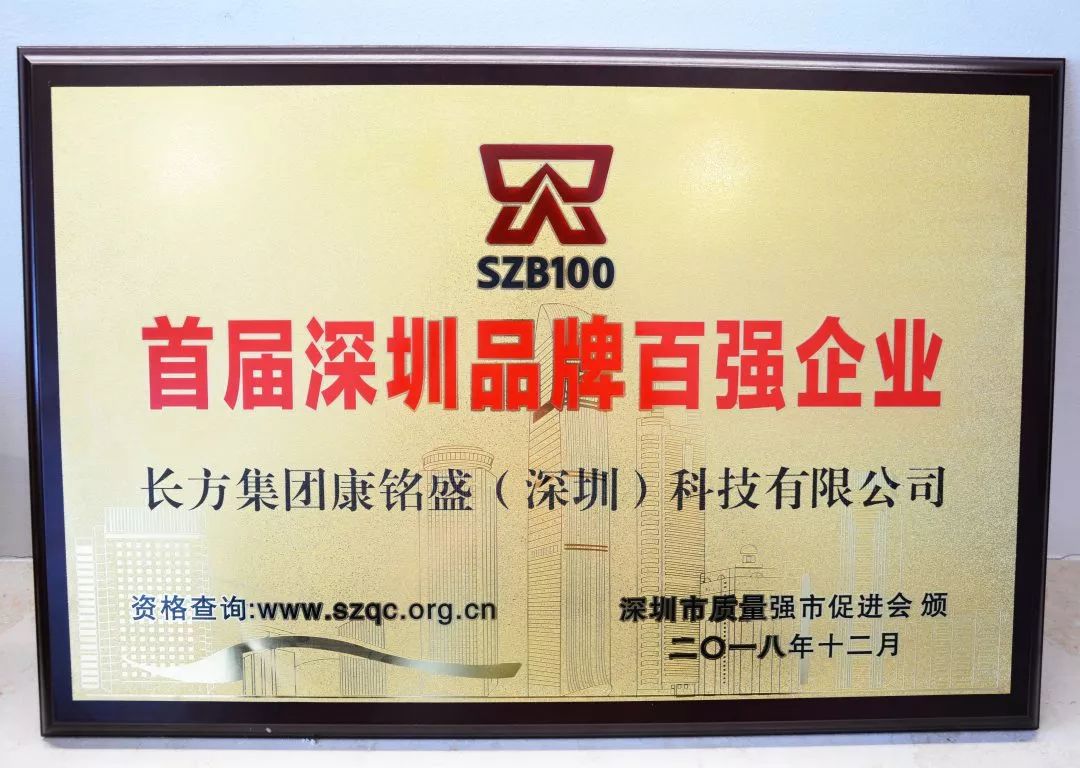 SZB100
首届深圳品牌百强企业
长方集团康铭盛（深圳）科技有限公司
资格查询:www.szqc.org.cn
深圳市质量强市促进会 颁
二〇一八年十二月